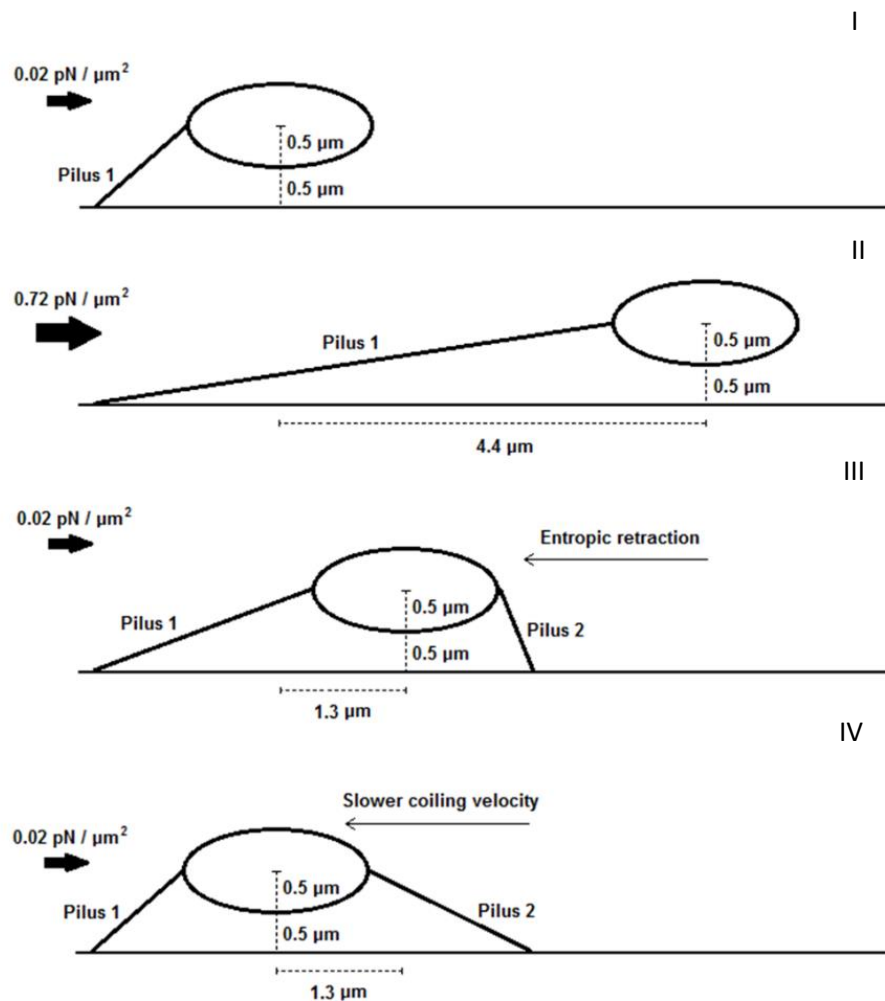 I
0.02 pN / µm²
0.5 µm
Pilus 1
0.5 µm
II
0.72 pN / µm²
Pilus 1
0.5 µm
0.5 µm
4.4 µm
III
0.02 pN / µm²
Entropic retraction
0.5 µm
Pilus 1
Pilus 2
0.5 µm
1.3 µm
IV
Slower coiling velocity
0.02 pN / µm²
0.5 µm
Pilus 1
Pilus 2
0.5 µm
1.3 µm